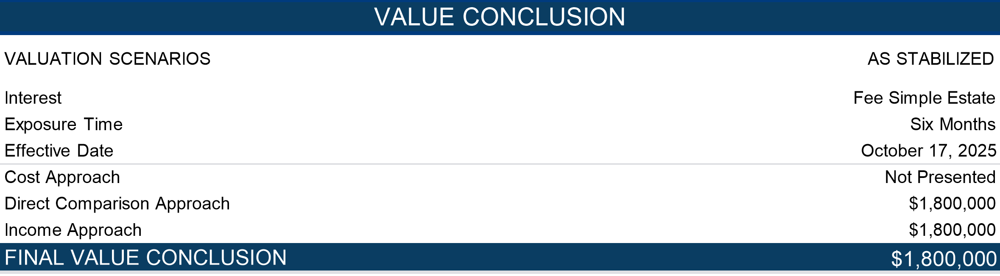 VALUE CONCLUSION
VALUATION SCENARIOS AS STABILIZED
Interest Fee Simple Estate
Exposure Time Six Months
Effective Date October 17, 2025
Cost Approach Not Presented
Direct Comparison Approach $1,800,000
Income Approach $1,800,000
FINAL VALUE CONCLUSION $1,800,000